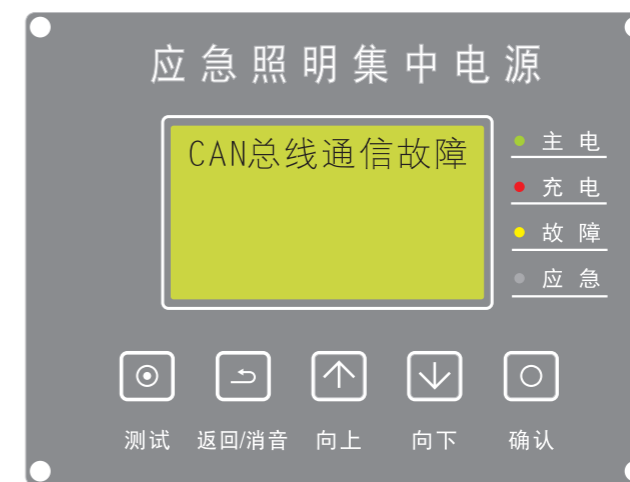 应急照明集中电源
CAN总线通信故障
主电
充电
故障
应急
测试 返回/消音 向上 向下 确认